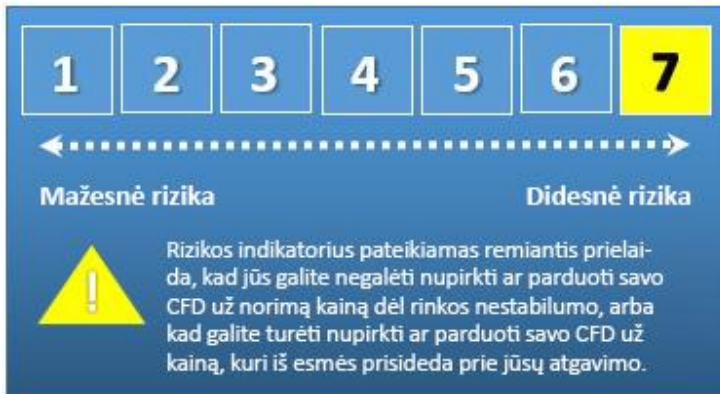 1 2 3 4 5 6 7
Mažesnė rizika Didesnė rizika
!
Rizikos indikatorius pateikiamas remiantis prielai-
da, kad jūs galite negalėti nupirkti ar parduoti savo
CFD už norimą kainą dėl rinkos nestabilumo, arba
kad galite turėti nupirkti ar parduoti savo CFD už
kainą, kuri iš esmės prisideda prie jūsų atgavimo.